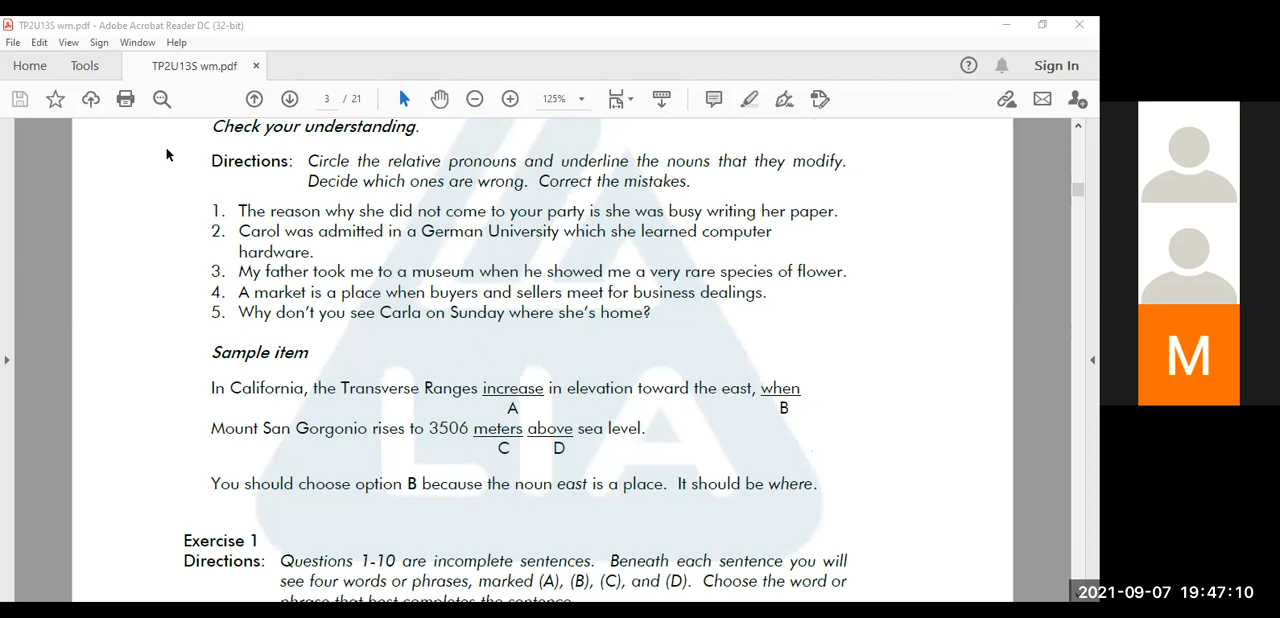 TP2U13S wm.pdf - Adobe Acrobat Reader DC (32-bit)
File Edit View Sign Window Help
Home Tools TP2U13S wm.pdf × Sign In
3 / 21 125%
Check your understanding.
Directions: Circle the relative pronouns and underline the nouns that they modify.
Decide which ones are wrong. Correct the mistakes.
1. The reason why she did not come to your party is she was busy writing her paper.
2. Carol was admitted in a German University which she learned computer
hardware.
3. My father took me to a museum when he showed me a very rare species of flower.
4. A market is a place when buyers and sellers meet for business dealings.
5. Why don't you see Carla on Sunday where she's home?
Sample item
In California, the Transverse Ranges increase in elevation toward the east, when
A B
Mount San Gorgonio rises to 3506 meters above sea level.
C D
You should choose option B because the noun east is a place. It should be where.
LIA
Exercise 1
Directions: Questions 1-10 are incomplete sentences. Beneath each sentence you will
see four words or phrases, marked (A), (B), (C), and (D). Choose the word or
phrase that best completes the sentence
M
2021-09-07 19:47:10